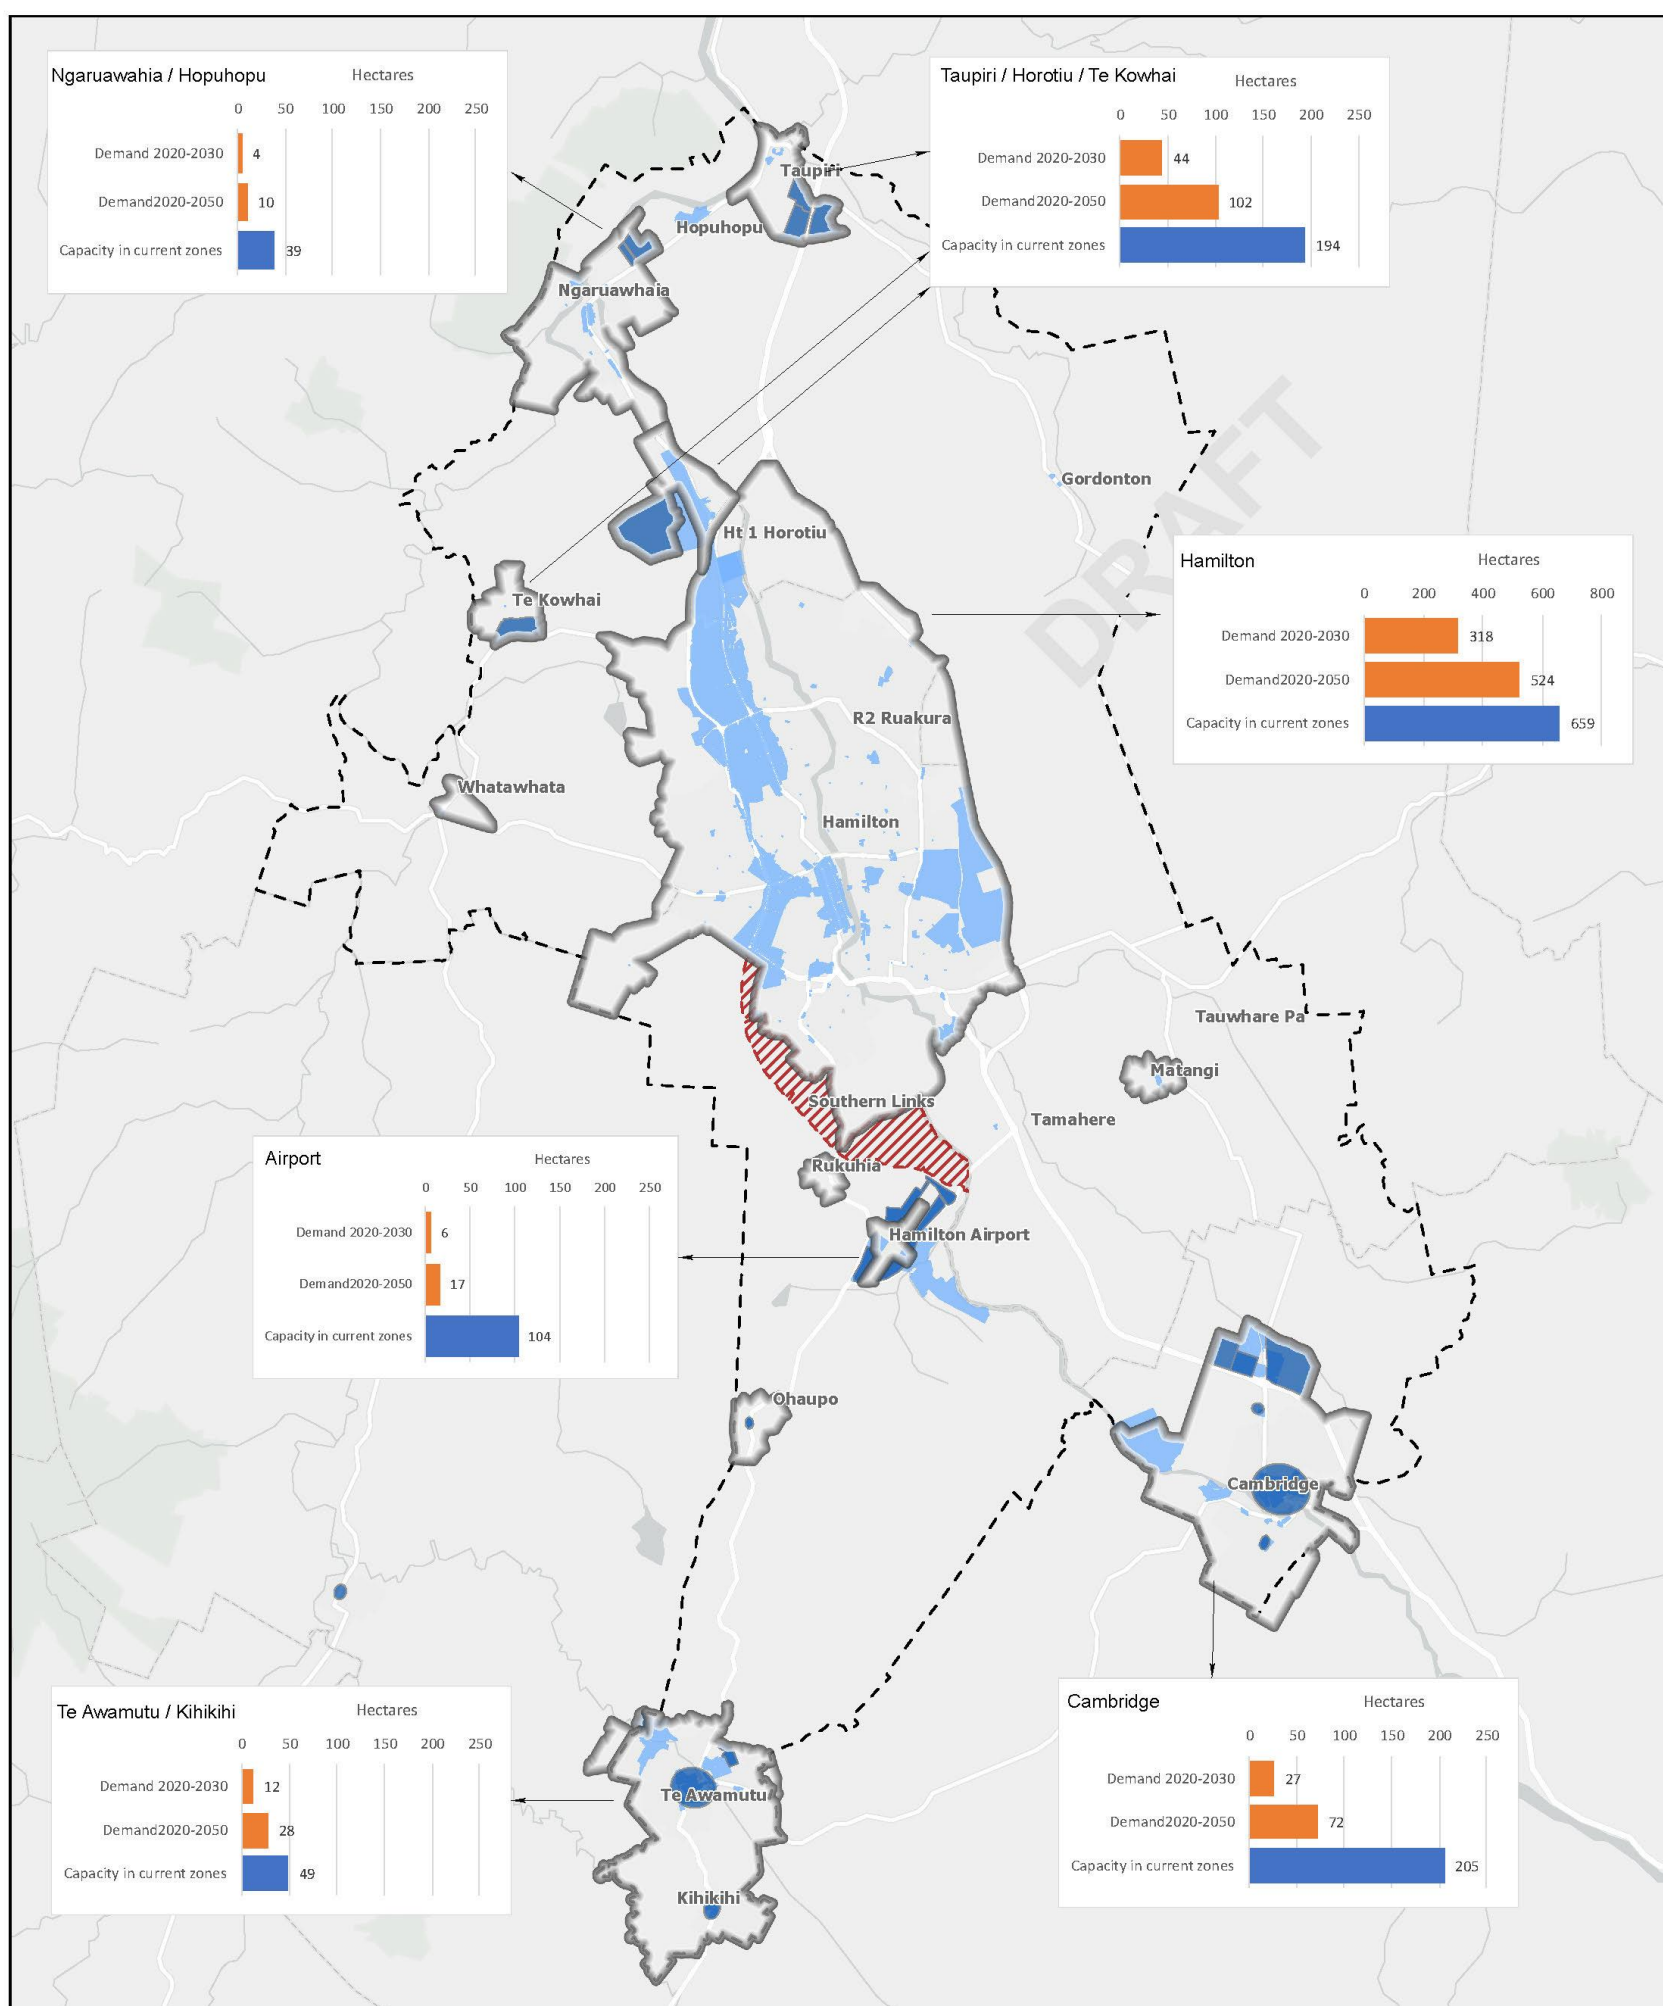 Ngaruawahia / Hopuhopu
Hectares
0 50 100 150 200 250
Demand 2020-2030 4
Demand2020-2050 10
Capacity in current zones 39
Taupiri / Horotiu / Te Kowhai
Hectares
0 50 100 150 200 250
Demand 2020-2030 44
Demand2020-2050 102
Capacity in current zones 194
Taupiri
Hopuhopu
Ngaruawhaia
DRAFT
Gordonton
Ht 1 Horotiu
Te Kowhai
Hamilton
Hectares
0 200 400 600 800
Demand 2020-2030 318
Demand2020-2050 524
Capacity in current zones 659
R2 Ruakura
Whatawhata
Hamilton
Tauwhare Pa
Matangi
Southern Links
Tamahere
Rukuhia
Hamilton Airport
Airport
Hectares
0 50 100 150 200 250
Demand 2020-2030 6
Demand2020-2050 17
Capacity in current zones 104
Ohaupo
Cambridge
Te Awamutu / Kihikihi
Hectares
0 50 100 150 200 250
Demand 2020-2030 12
Demand2020-2050 28
Capacity in current zones 49
Te Awamutu
Kihikihi
Cambridge
Hectares
0 50 100 150 200 250
Demand 2020-2030 27
Demand2020-2050 72
Capacity in current zones 205